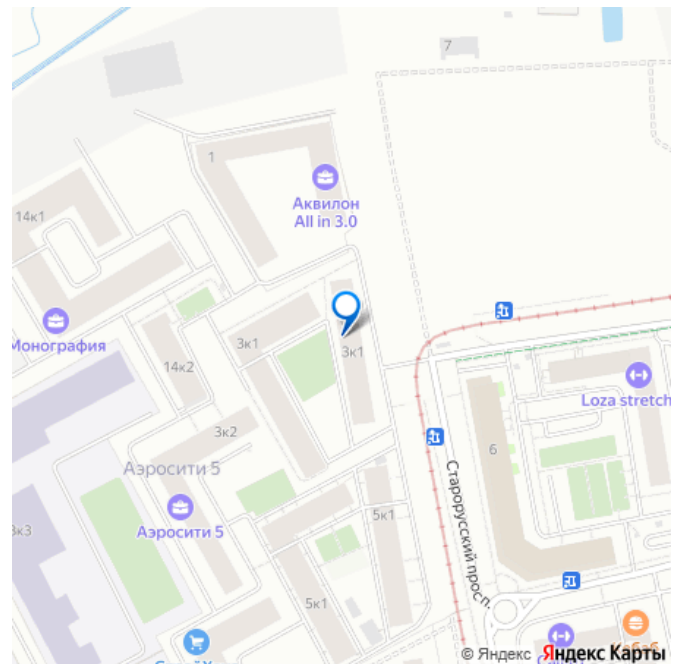 7
1
Аквилон
All in 3.0
14к1
Монография
3к1
3к1
14к2
Loza stretch
3к2
6
Аэросити 5
Старорусский просп.
Аэросити 5
5к1
5к1
© Яндекс Яндекс Карты